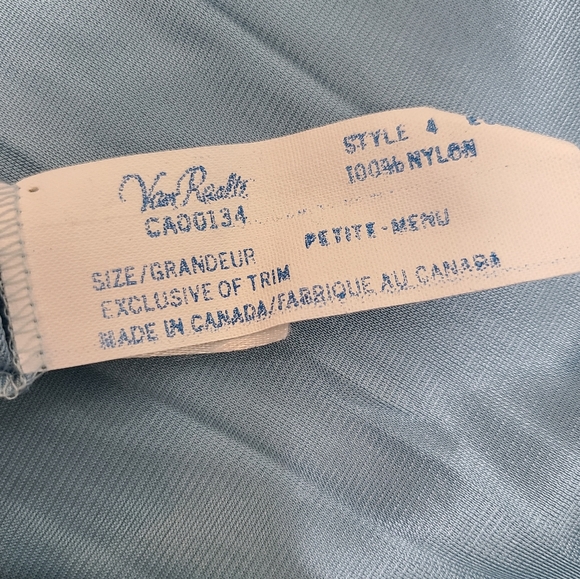 Van Raalte
CA00134
STYLE 4
100% NYLON
SIZE/GRANDEUR PETITE-MENU
EXCLUSIVE OF TRIM
MADE IN CANADA/FABRIQUE AU CANADA